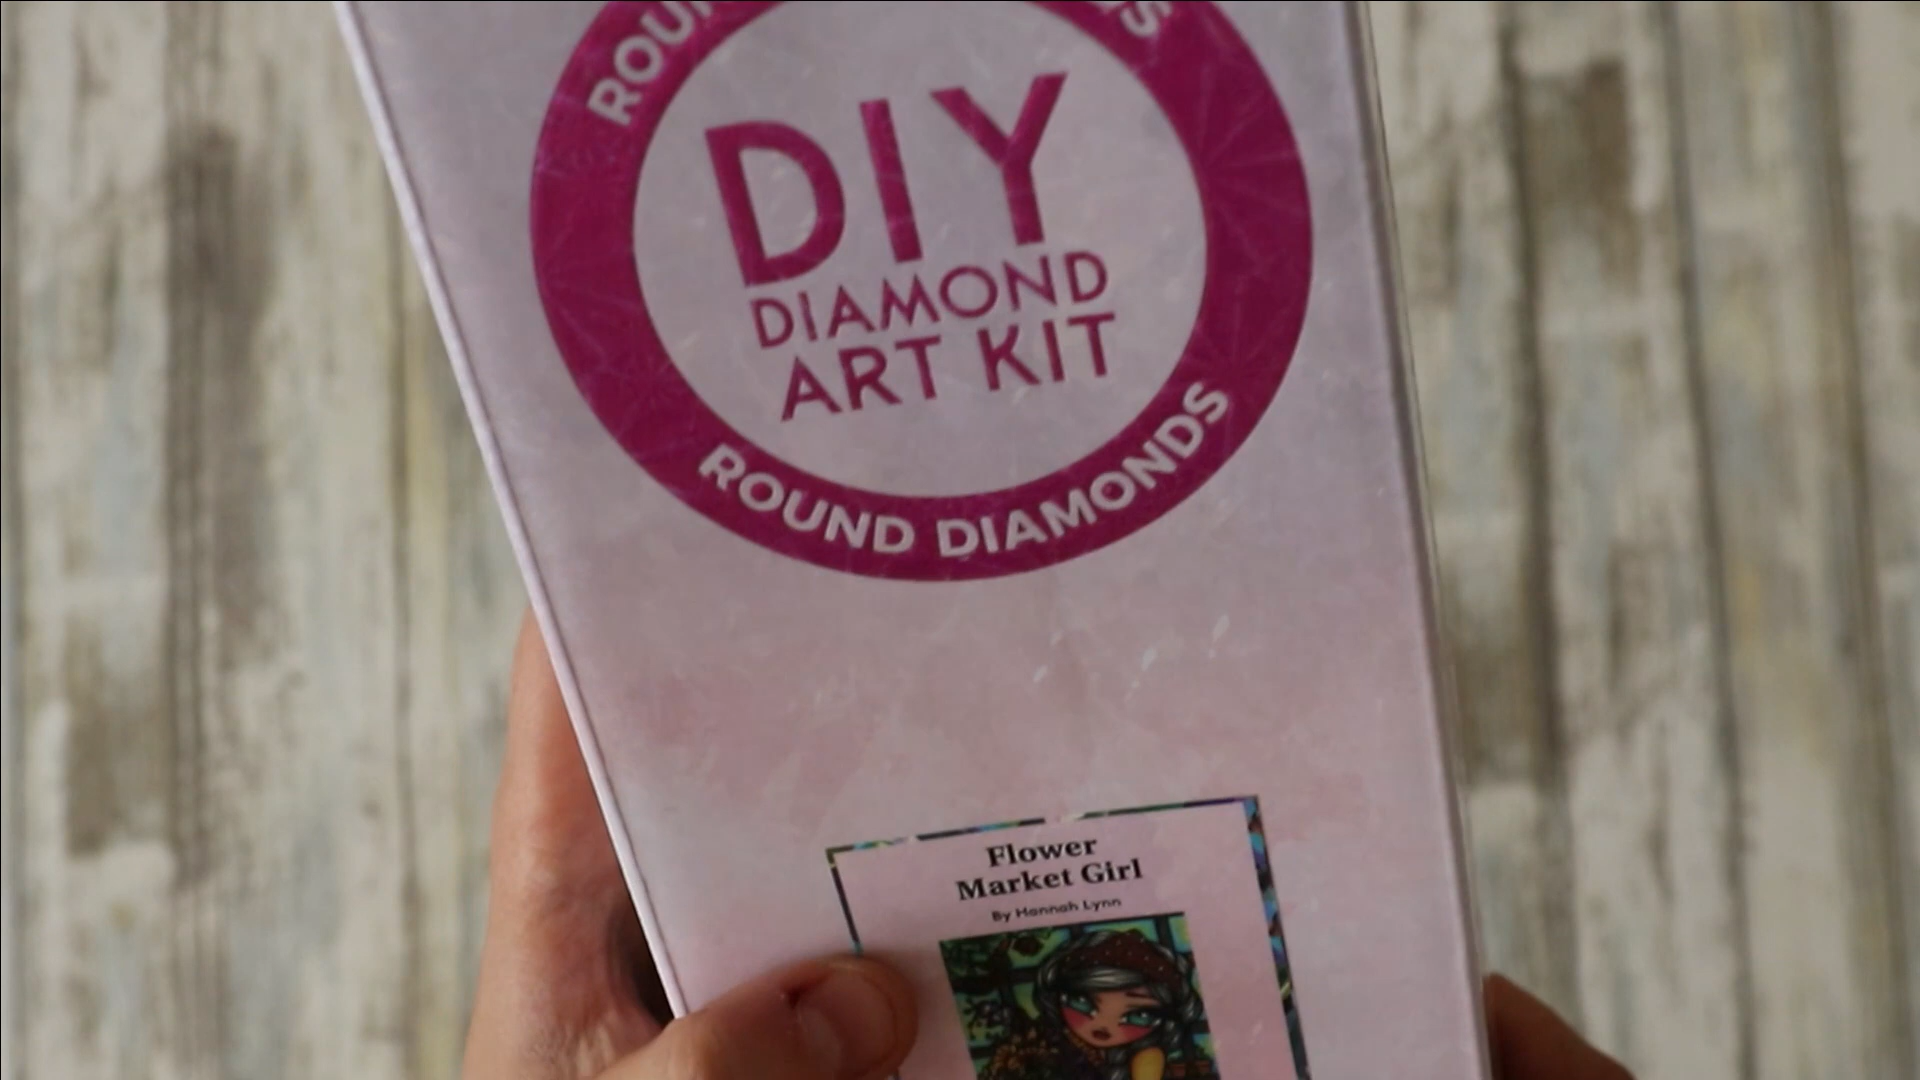 DIY
DIAMOND
ART KIT
ROUND DIAMONDS
Flower
Market Girl
By Hannah Lynn